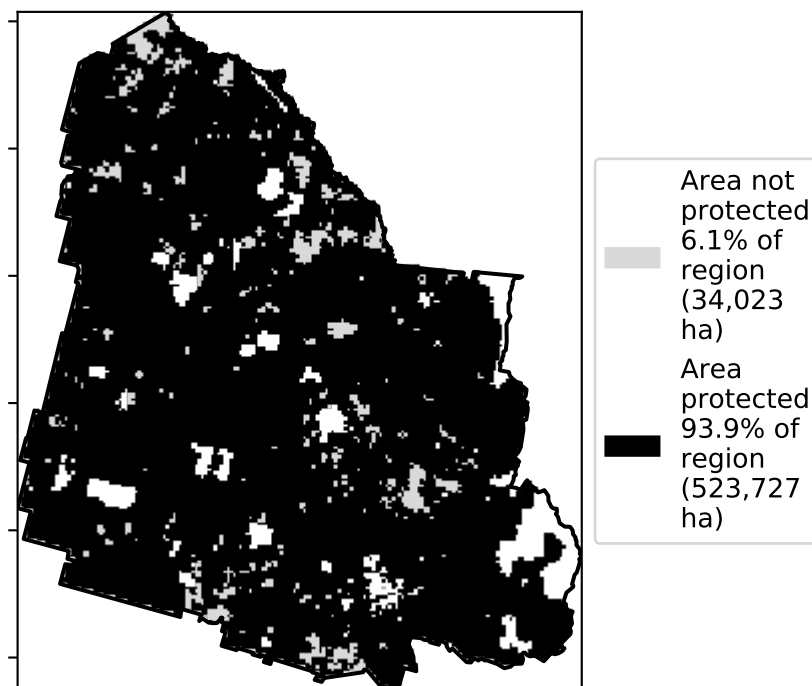 Area not
protected
6.1% of
region
(34,023
ha)
Area
protected
93.9% of
region
(523,727
ha)